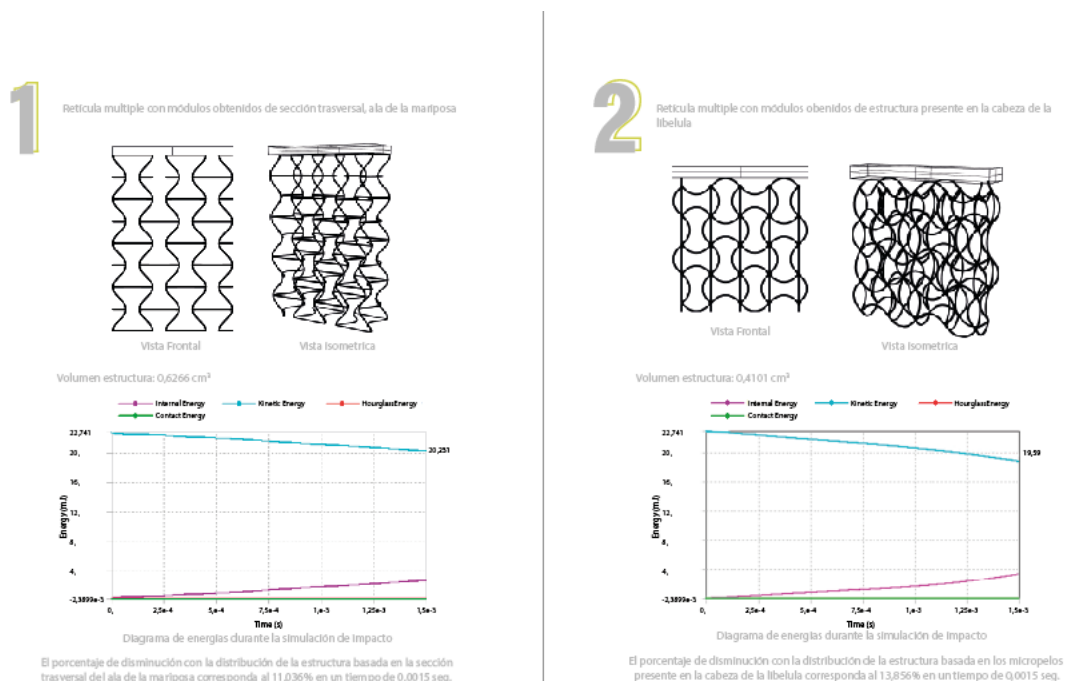 1
Retícula multiple con módulos obtenidos de sección trasversal, ala de la mariposa
Vista Frontal
Vista Isometrica
Volumen estructura: 0,6266 cm³
Internal Energy
Kinetic Energy
HourglassEnergy
Contact Energy
22,741
20,
16,
12,
8,
4,
-2,3899e-3
Energy (mJ)
20,251
0,
2,5e-4
5,e-4
7,5e-4
1,e-3
1,25e-3
1,5e-3
Time (s)
Diagrama de energias durante la simulación de impacto
El porcentaje de disminución con la distribución de la estructura basada en la sección
trasversal del ala de la mariposa corresponda al 11,036% en un tiempo de 0,0015 seg.
2
Retícula multiple con módulos obenidos de estructura presente en la cabeza de la
libelula
Vista Frontal
Vista Isometrica
Volumen estructura: 0,4101 cm³
Internal Energy
Kinetic Energy
HourglassEnergy
Contact Energy
22,741
20,
16,
12,
8,
4,
-2,3899e-3
Energy (mJ)
19,59
0,
2,5e-4
5,e-4
7,5e-4
1,e-3
1,25e-3
1,5e-3
Time (s)
Diagrama de energias durante la simulación de impacto
El porcentaje de disminución con la distribución de la estructura basada en los micropelos
presente en la cabeza de la libelula corresponda al 13,856% en un tiempo de 0,0015 seg.